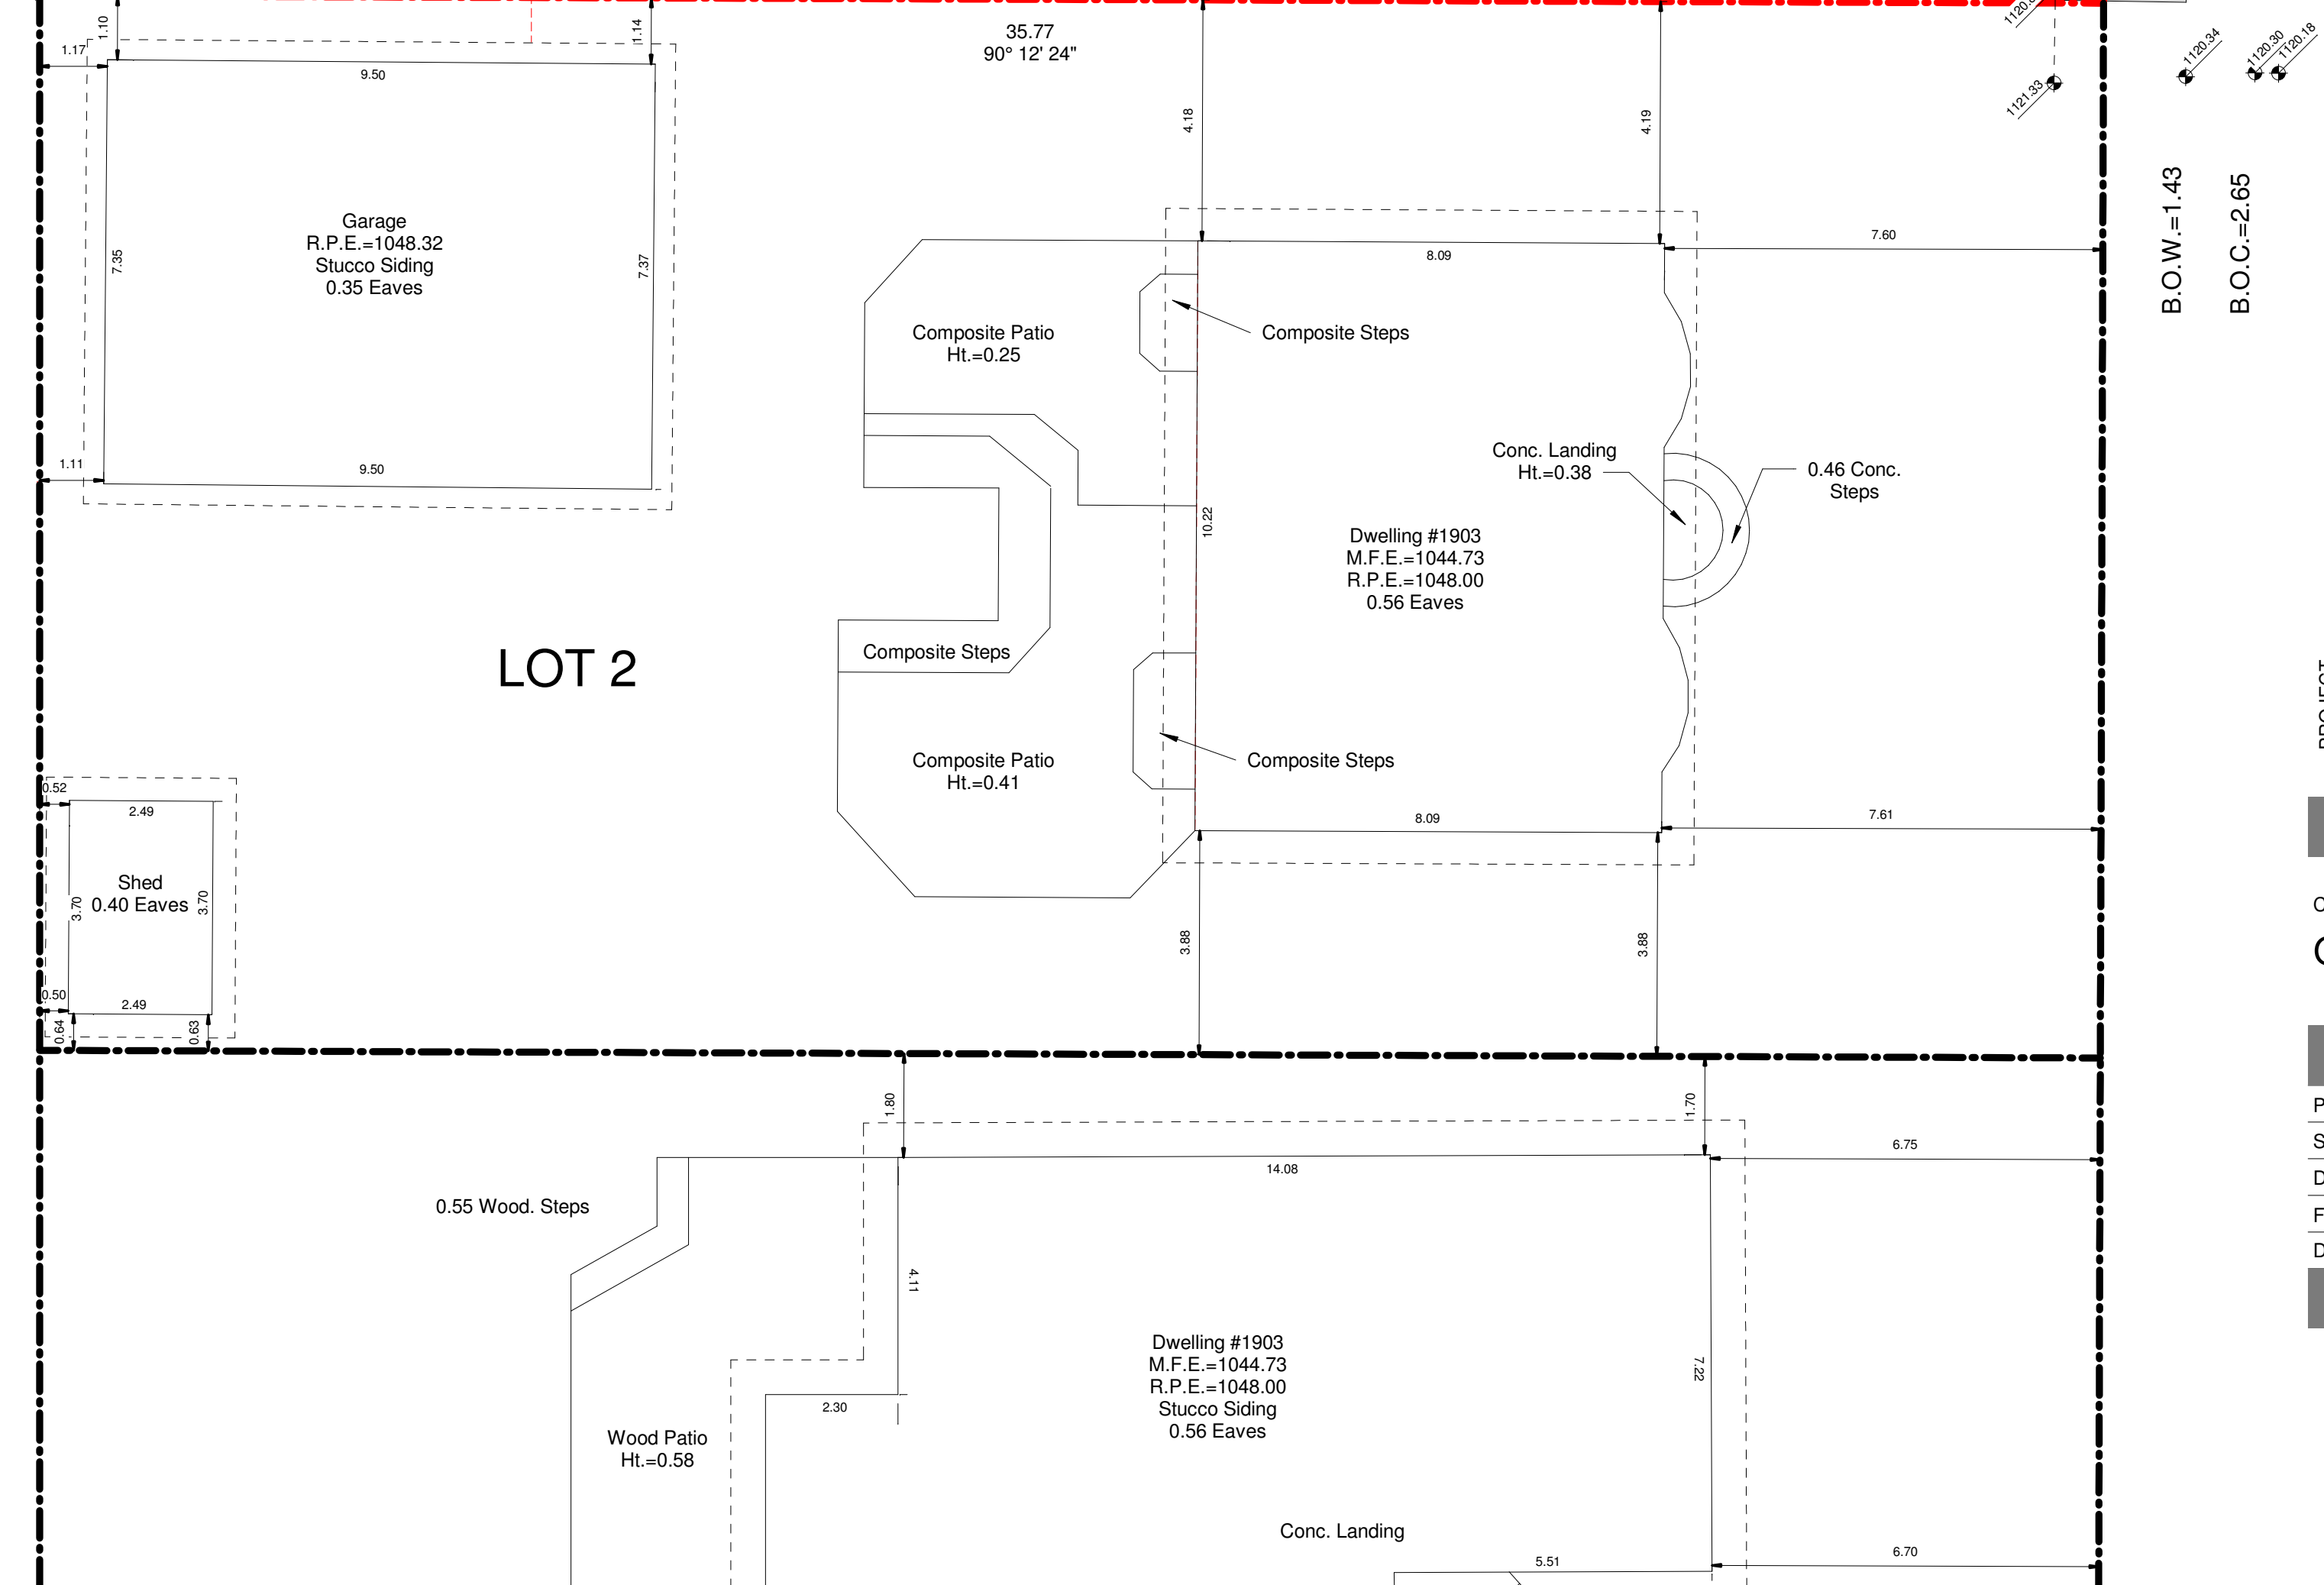 1.10
1.14
35.77
90° 12' 24"
1.17
9.50
4.18
4.19
1121.33
1120.34
1120.30
1120.18
B.O.W.=1.43
B.O.C.=2.65
Garage
R.P.E.=1048.32
Stucco Siding
0.35 Eaves
7.35
7.37
7.60
8.09
Composite Patio
Ht.=0.25
Composite Steps
1.11
9.50
Conc. Landing
Ht.=0.38
0.46 Conc.
Steps
10.22
Dwelling #1903
M.F.E.=1044.73
R.P.E.=1048.00
0.56 Eaves
LOT 2
Composite Steps
PROJECT
Composite Patio
Ht.=0.41
Composite Steps
0.52
2.49
8.09
7.61
Shed
0.40 Eaves
3.70
3.70
3.88
3.88
0.50
2.49
0.64
0.63
1.80
1.70
6.75
14.08
0.55 Wood. Steps
4.11
Dwelling #1903
M.F.E.=1044.73
R.P.E.=1048.00
Stucco Siding
0.56 Eaves
7.22
2.30
Wood Patio
Ht.=0.58
Conc. Landing
5.51
6.70